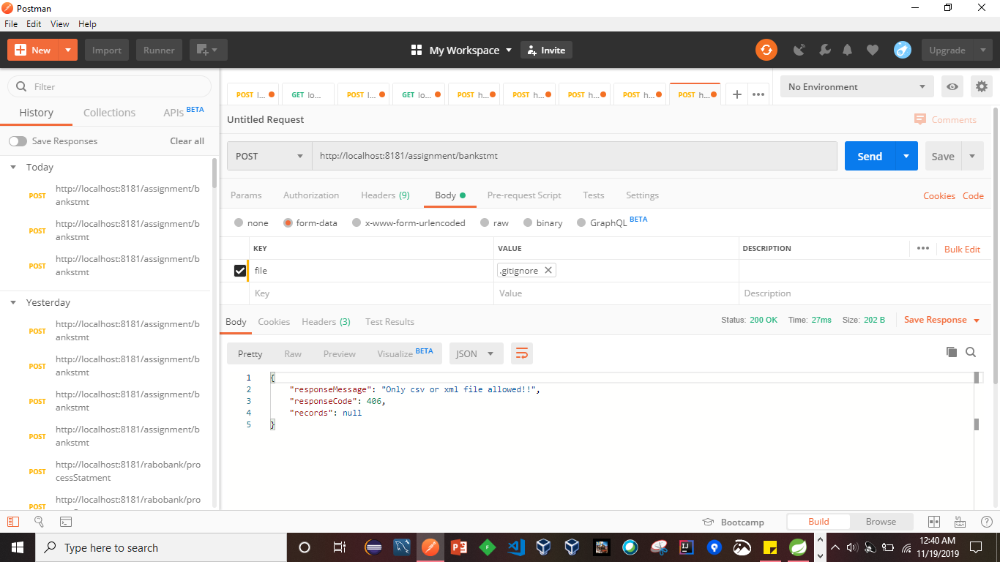 Postman
File Edit View Help
New Import Runner My Workspace Invite Upgrade
Filter
History Collections APIs BETA
Save Responses Clear all
Today
POST http://localhost:8181/assignment/b
ankstmt
POST http://localhost:8181/assignment/b
ankstmt
POST http://localhost:8181/assignment/b
ankstmt
Yesterday
POST http://localhost:8181/assignment/b
ankstmt
POST http://localhost:8181/assignment/b
ankstmt
POST http://localhost:8181/assignment/b
ankstmt
POST http://localhost:8181/assignment/b
ankstmt
POST http://localhost:8181/rabobank/pro
cessStatment
POST http://localhost:8181/rabobank/pro
POST l... GET lo... POST l... GET lo... POST h... POST h... POST h... POST h... POST h...
No Environment
Untitled Request Comments
POST http://localhost:8181/assignment/bankstmt Send Save
Params Authorization Headers (9) Body Pre-request Script Tests Settings Cookies Code
none form-data x-www-form-urlencoded raw binary GraphQL BETA
KEY VALUE DESCRIPTION Bulk Edit
file .gitignore
Key Value Description
Body Cookies Headers (3) Test Results Status: 200 OK Time: 27ms Size: 202 B Save Response
Pretty Raw Preview Visualize BETA JSON
1 {
2 "responseMessage": "Only csv or xml file allowed!!",
3 "responseCode": 406,
4 "records": null
5 }
Bootcamp Build Browse
Type here to search
12:40 AM
11/19/2019